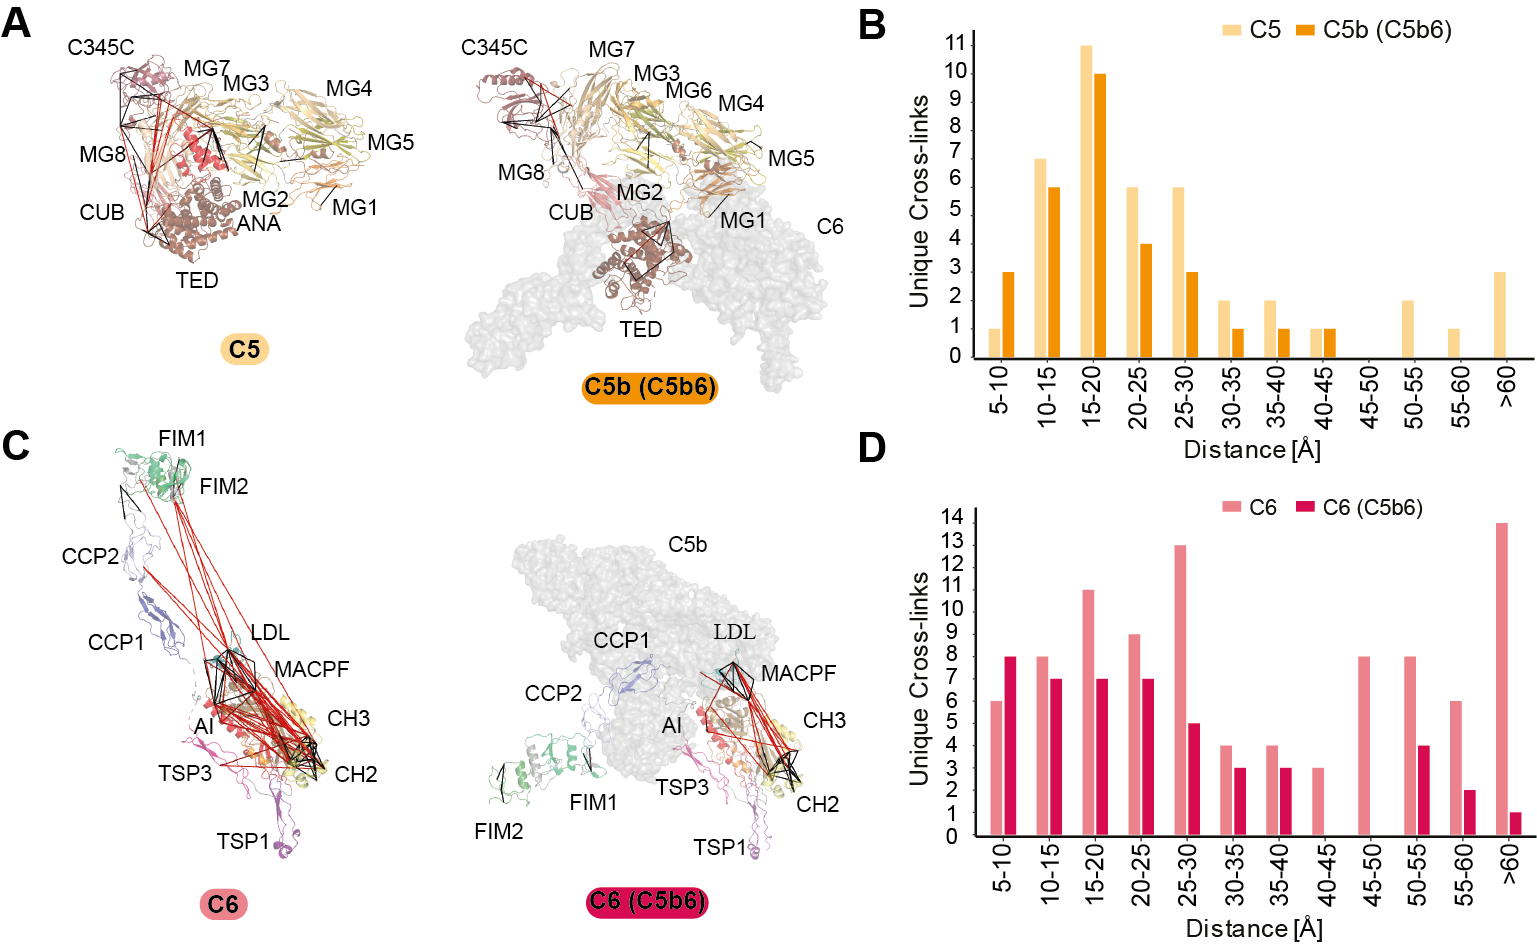 A
C345C
MG7
MG3
MG4
MG5
MG8
MG2
MG1
CUB
ANA
TED
C5
C345C
MG7
MG3
MG6
MG4
MG5
MG8
MG2
CUB
MG1
C6
TED
C5b (C5b6)
B
C5
C5b (C5b6)
Unique Cross-links
11
10
9
8
7
6
5
4
3
2
1
0
5-10
10-15
15-20
20-25
25-30
30-35
35-40
40-45
45-50
50-55
55-60
>60
Distance [Å]
C
FIM1
FIM2
CCP2
CCP1
LDL
MACPF
AI
CH3
TSP3
CH2
TSP1
C6
C5b
CCP1
LDL
MACPF
CCP2
AI
CH3
TSP3
FIM1
CH2
FIM2
TSP1
C6 (C5b6)
D
C6
C6 (C5b6)
Unique Cross-links
14
13
12
11
10
9
8
7
6
5
4
3
2
1
0
5-10
10-15
15-20
20-25
25-30
30-35
35-40
40-45
45-50
50-55
55-60
>60
Distance [Å]